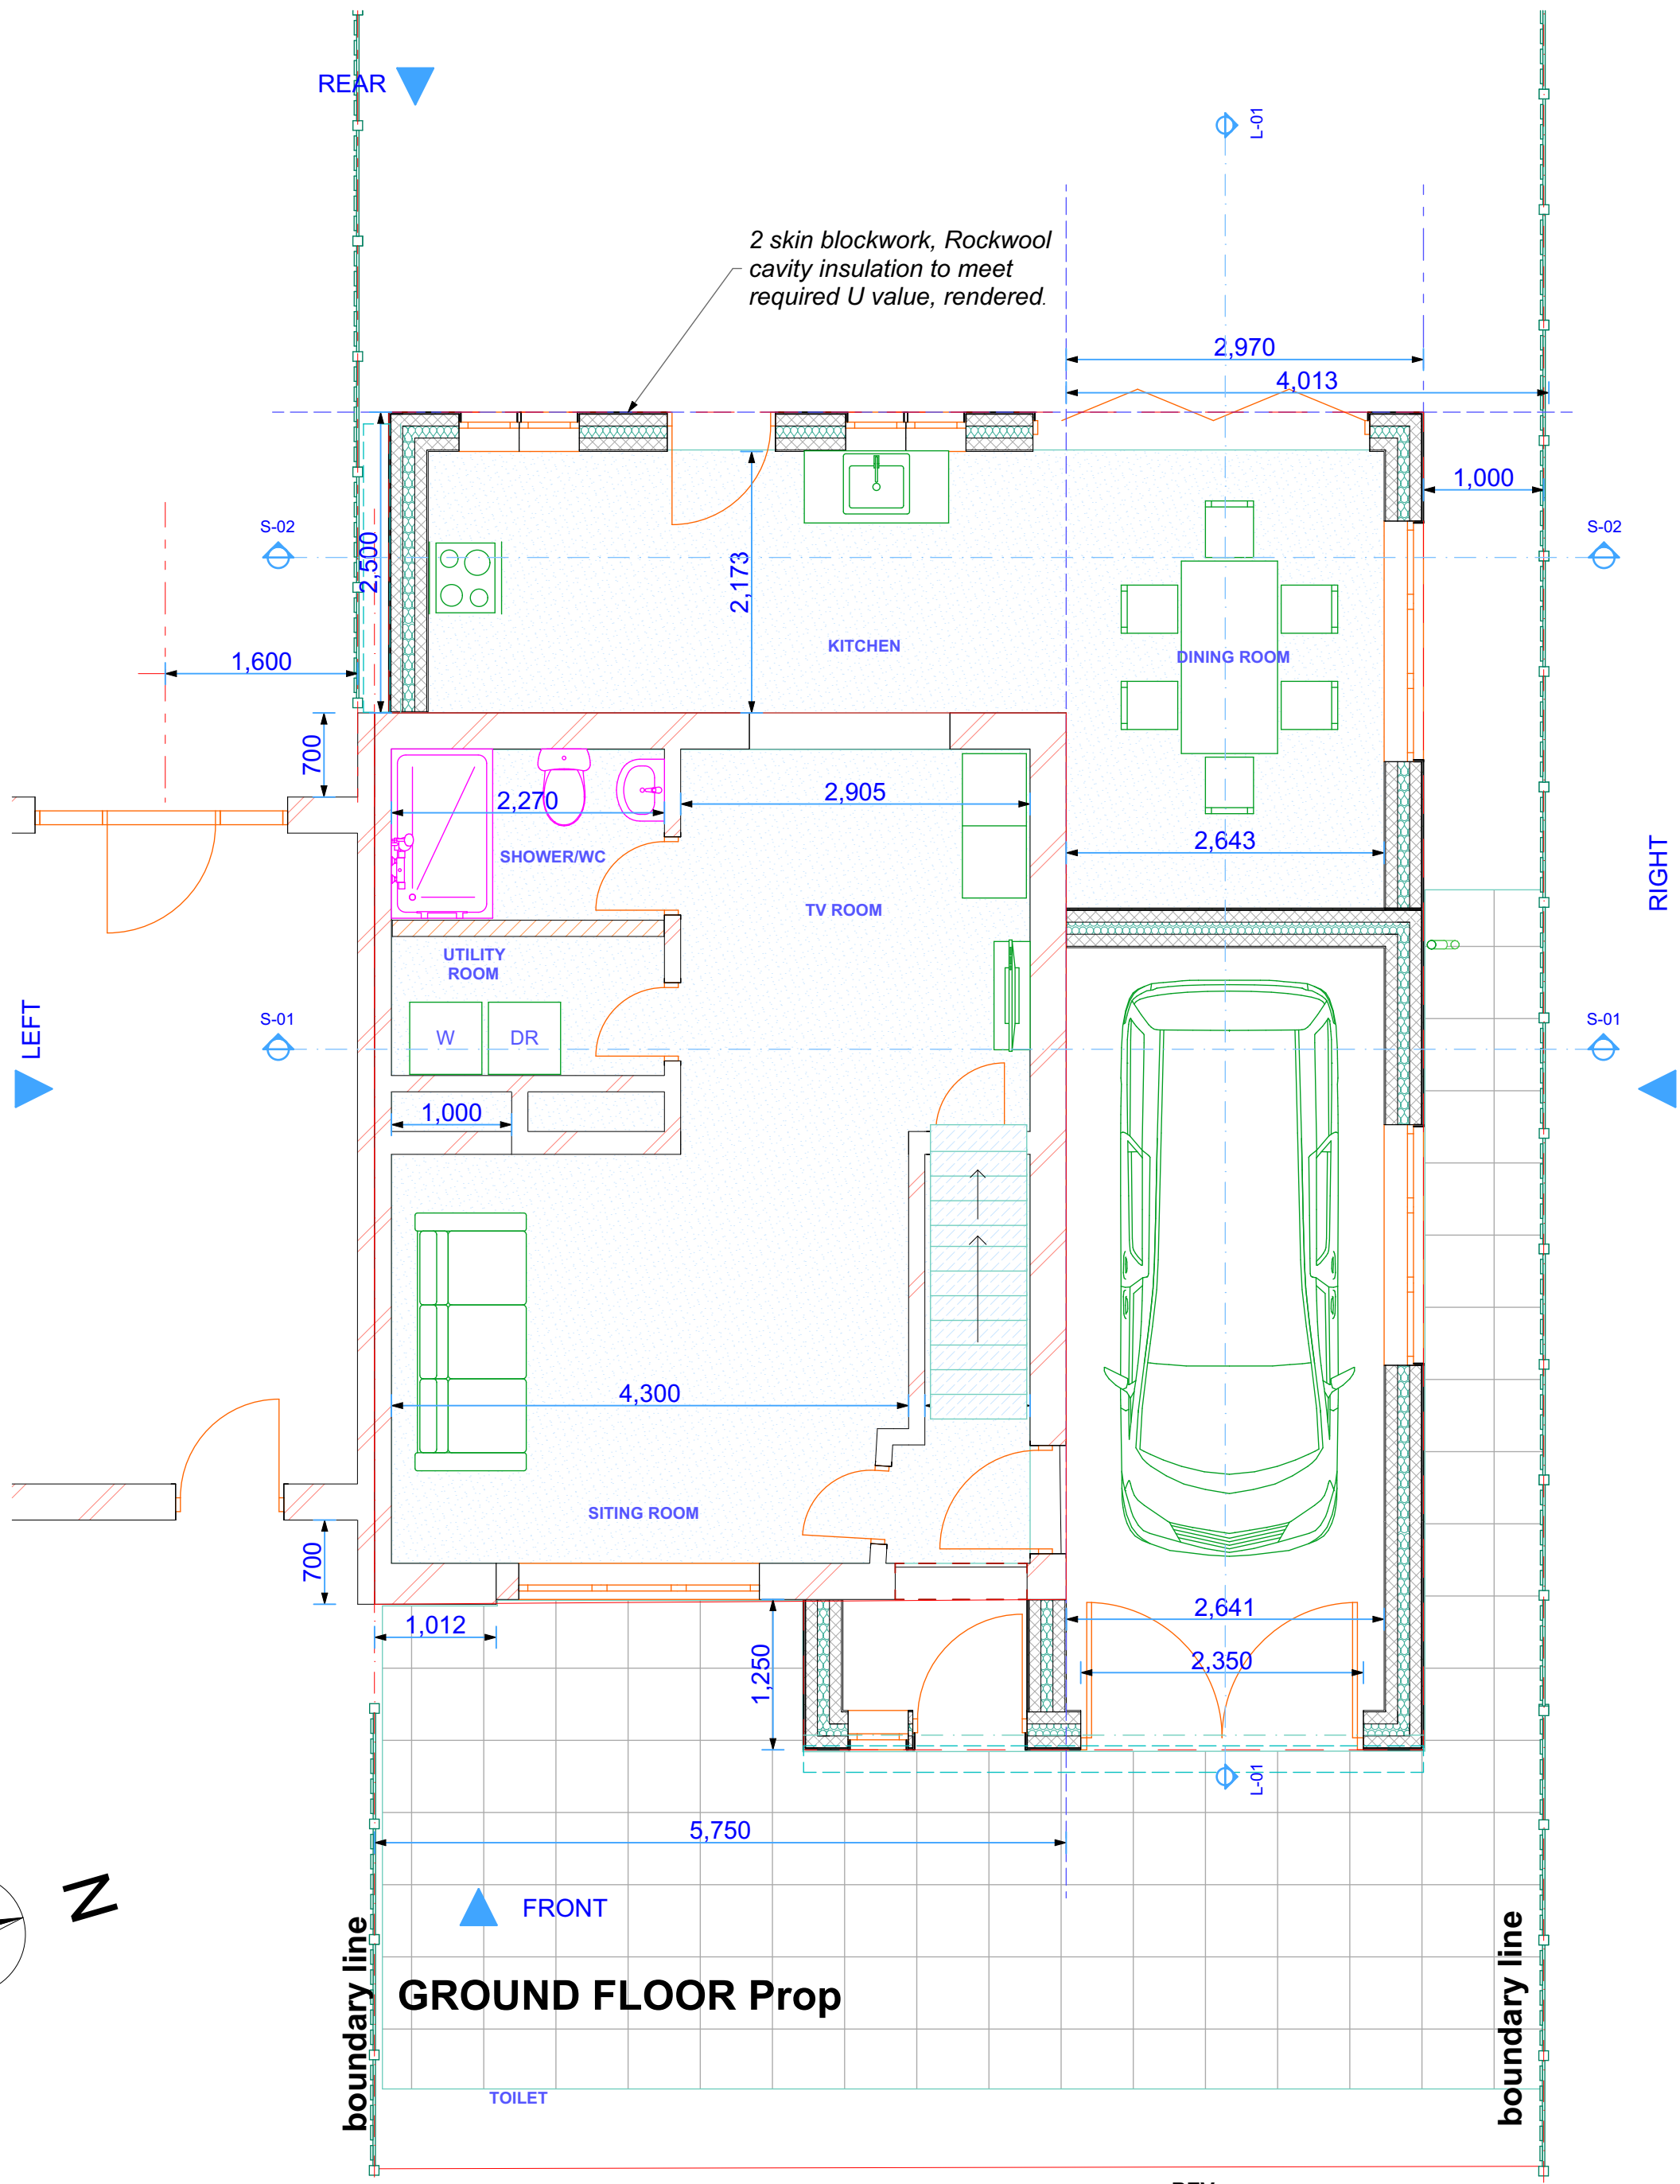 REAR
L-01
2 skin blockwork, Rockwool
cavity insulation to meet
required U value, rendered.
2,970
4,013
1,000
S-02
S-02
2,500
2,173
KITCHEN
DINING ROOM
1,600
700
2,270
2,905
2,643
SHOWER/WC
TV ROOM
RIGHT
UTILITY
ROOM
LEFT
S-01
S-01
W
DR
1,000
4,300
SITING ROOM
700
1,012
1,250
2,641
2,350
L-01
5,750
N
FRONT
boundary line
boundary line
GROUND FLOOR Prop
TOILET